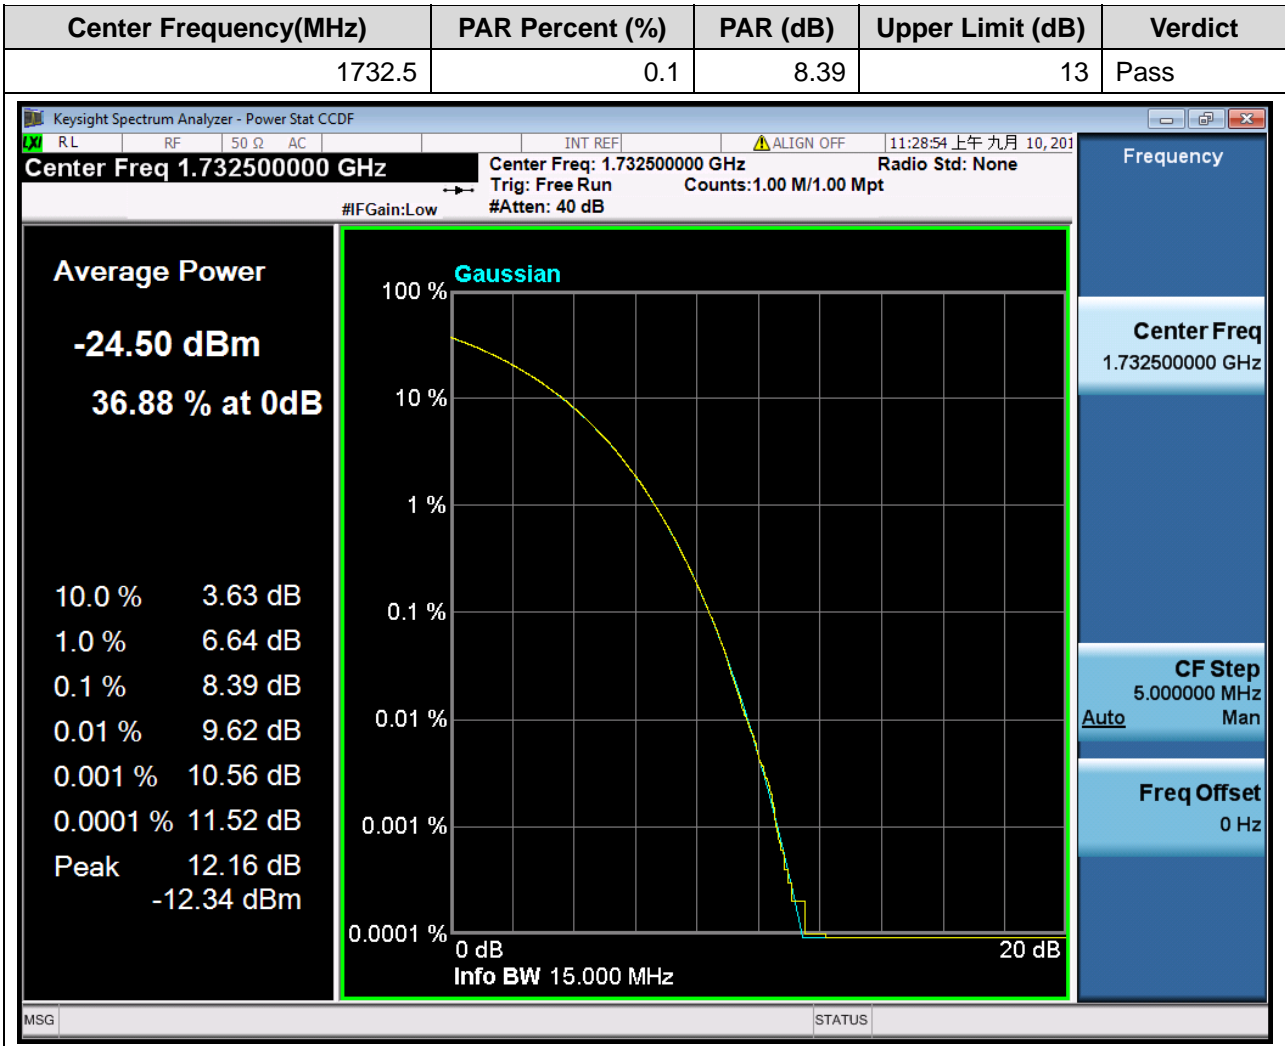 Center Frequency(MHz) PAR Percent (%) PAR (dB) Upper Limit (dB) Verdict
1732.5 0.1 8.39 13 Pass
Keysight Spectrum Analyzer - Power Stat CCDF
LXI RL RF 50 Ω AC INT REF ALIGN OFF 11:28:54 上午 九月 10, 201
Center Freq 1.732500000 GHz
Center Freq: 1.732500000 GHz Radio Std: None
Trig: Free Run Counts:1.00 M/1.00 Mpt
#IFGain:Low #Atten: 40 dB
Frequency
Average Power
-24.50 dBm
36.88 % at 0dB
10.0 % 3.63 dB
1.0 % 6.64 dB
0.1 % 8.39 dB
0.01 % 9.62 dB
0.001 % 10.56 dB
0.0001 % 11.52 dB
Peak 12.16 dB
-12.34 dBm
Gaussian
100 %
10 %
1 %
0.1 %
0.01 %
0.001 %
0.0001 %
0 dB 20 dB
Info BW 15.000 MHz
Center Freq
1.732500000 GHz
CF Step
5.000000 MHz
Auto Man
Freq Offset
0 Hz
MSG STATUS